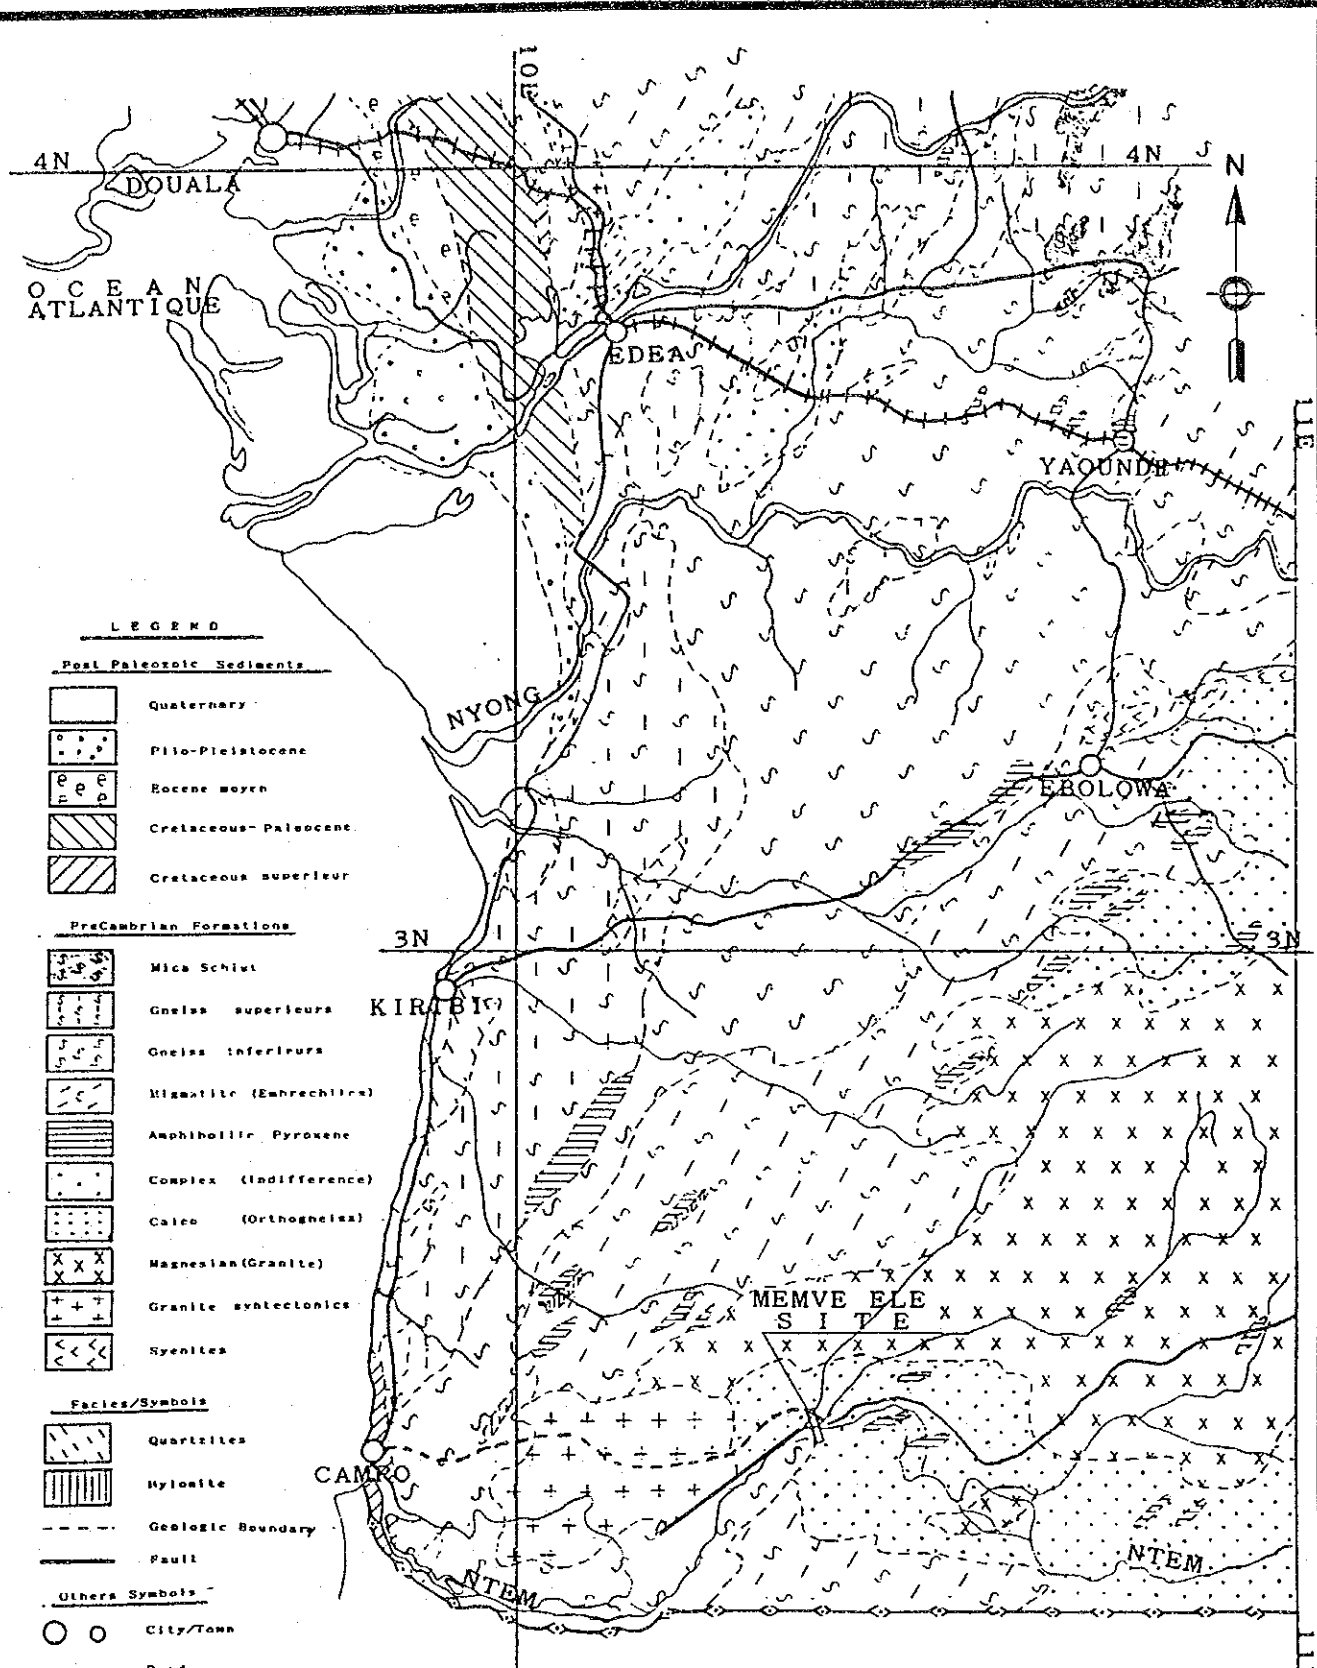 10E
4N
4N
N
DOUALA
OCEAN
ATLANTIQUE
EDEA
11E
YAOUNDE
LEGEND
Post Paleozoic Sediments
Quaternary
NYONG
Plio-Pleistocene
Eocene moyen
EBOLOWA
Cretaceous-Paleocene
Cretaceous superieur
PreCambrian Formations
3N
3N
Mica Schist
KIRIBI
Gneiss superieurs
Gneiss inferieurs
Migmatite (Embrechites)
Amphibolite Pyroxene
Complex (Indifference)
Calco (Orthogneiss)
Magnesian(Granite)
MEMVE ELE
SITE
Granite syntectonics
Syenites
Facies/Symbols
Quartzites
CAMPO
Mylonite
Geologic Boundary
Fault
NTEM
NTEM
Others Symbols
City/Town